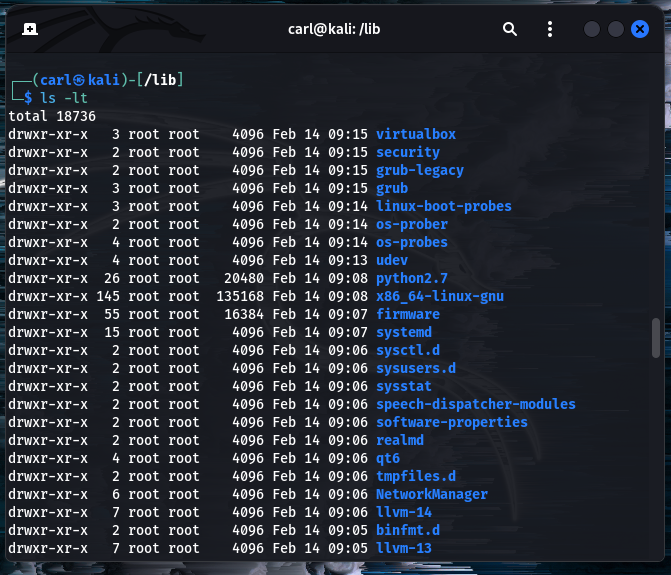 carl@kali: /lib
┌──(carl㉿kali)-[/lib]
└─$ ls -lt
total 18736
drwxr-xr-x   3 root root    4096 Feb 14 09:15 virtualbox
drwxr-xr-x   2 root root    4096 Feb 14 09:15 security
drwxr-xr-x   2 root root    4096 Feb 14 09:15 grub-legacy
drwxr-xr-x   3 root root    4096 Feb 14 09:15 grub
drwxr-xr-x   3 root root    4096 Feb 14 09:14 linux-boot-probes
drwxr-xr-x   2 root root    4096 Feb 14 09:14 os-prober
drwxr-xr-x   4 root root    4096 Feb 14 09:14 os-probes
drwxr-xr-x   4 root root    4096 Feb 14 09:13 udev
drwxr-xr-x  26 root root   20480 Feb 14 09:08 python2.7
drwxr-xr-x 145 root root  135168 Feb 14 09:08 x86_64-linux-gnu
drwxr-xr-x  55 root root   16384 Feb 14 09:07 firmware
drwxr-xr-x  15 root root    4096 Feb 14 09:07 systemd
drwxr-xr-x   2 root root    4096 Feb 14 09:06 sysctl.d
drwxr-xr-x   2 root root    4096 Feb 14 09:06 sysusers.d
drwxr-xr-x   2 root root    4096 Feb 14 09:06 sysstat
drwxr-xr-x   2 root root    4096 Feb 14 09:06 speech-dispatcher-modules
drwxr-xr-x   2 root root    4096 Feb 14 09:06 software-properties
drwxr-xr-x   2 root root    4096 Feb 14 09:06 realmd
drwxr-xr-x   4 root root    4096 Feb 14 09:06 qt6
drwxr-xr-x   2 root root    4096 Feb 14 09:06 tmpfiles.d
drwxr-xr-x   6 root root    4096 Feb 14 09:06 NetworkManager
drwxr-xr-x   7 root root    4096 Feb 14 09:06 llvm-14
drwxr-xr-x   2 root root    4096 Feb 14 09:05 binfmt.d
drwxr-xr-x   7 root root    4096 Feb 14 09:05 llvm-13